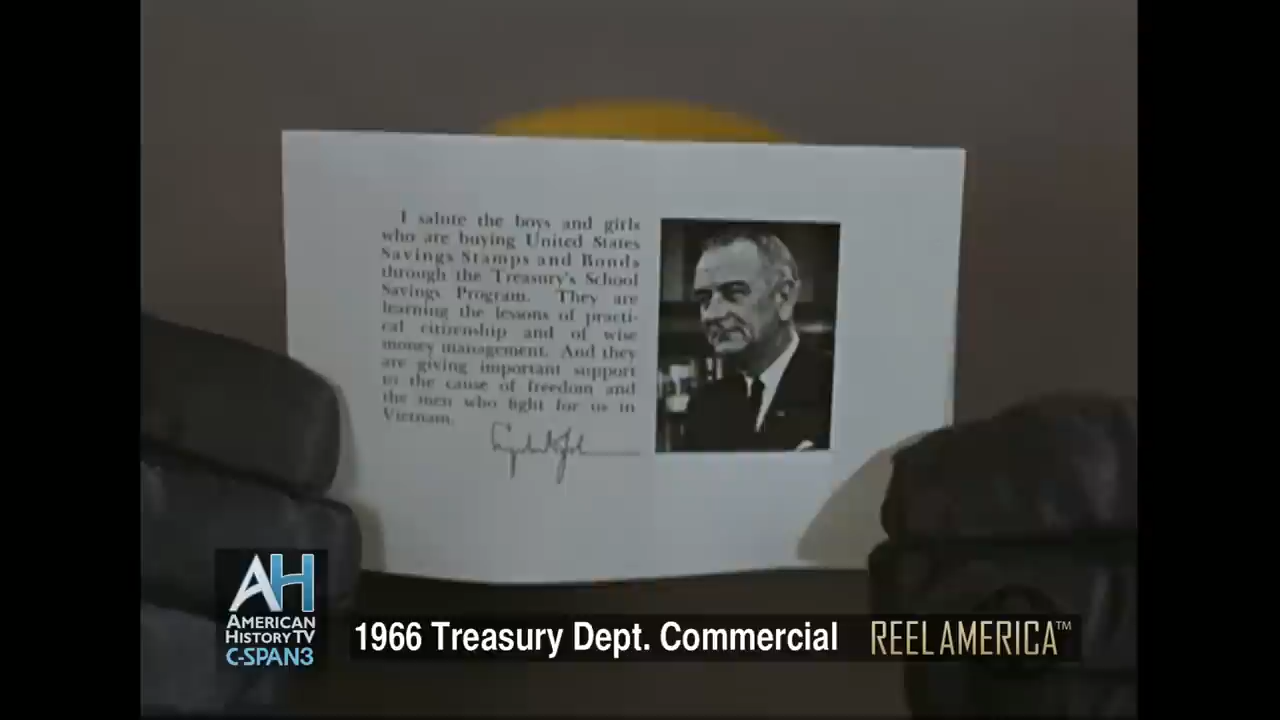 I salute the boys and girls
who are buying United States
Savings Stamps and Bonds
through the Treasury's School
Savings Program. They are
learning the lessons of practi-
cal citizenship and of wise
money management. And they
are giving important support
to the cause of freedom and
the men who fight for us in
Vietnam.
AH
AMERICAN
HISTORY TV
C-SPAN3
1966 Treasury Dept. Commercial
REEL AMERICA™